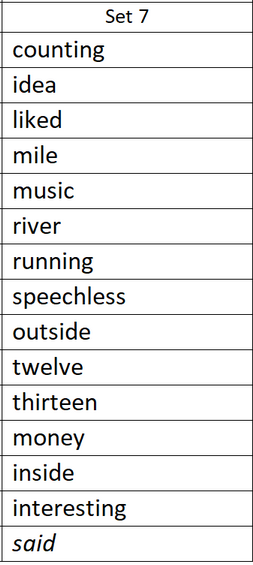 Set 7
counting
idea
liked
mile
music
river
running
speechless
outside
twelve
thirteen
money
inside
interesting
said